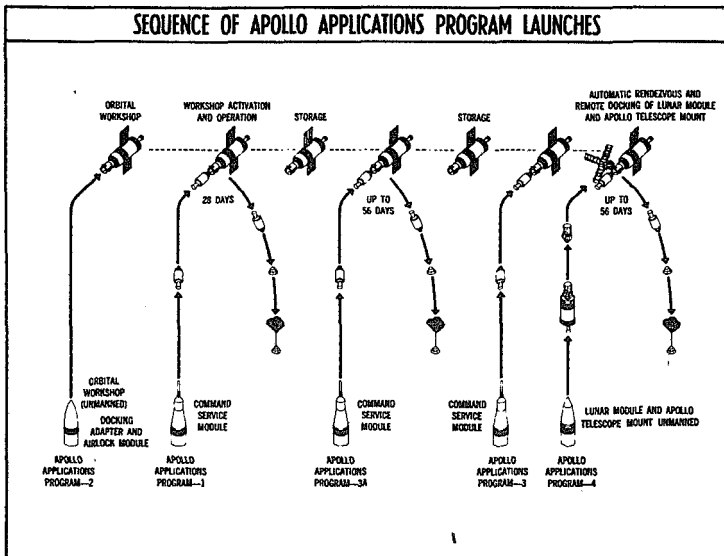 SEQUENCE OF APOLLO APPLICATIONS PROGRAM LAUNCHES
ORBITAL
WORKSHOP
WORKSHOP ACTIVATION
AND OPERATION
STORAGE
STORAGE
AUTOMATIC RENDEZVOUS AND
REMOTE DOCKING OF LUNAR MODULE
AND APOLLO TELESCOPE MOUNT
28 DAYS
UP TO
56 DAYS
UP TO
56 DAYS
ORBITAL
WORKSHOP
(UNMANNED)
DOCKING
ADAPTER AND
AIRLOCK MODULE
COMMAND
SERVICE
MODULE
COMMAND
SERVICE
MODULE
COMMAND
SERVICE
MODULE
LUNAR MODULE AND APOLLO
TELESCOPE MOUNT UNMANNED
APOLLO
APPLICATIONS
PROGRAM—2
APOLLO
APPLICATIONS
PROGRAM—1
APOLLO
APPLICATIONS
PROGRAM—3A
APOLLO
APPLICATIONS
PROGRAM—3
APOLLO
APPLICATIONS
PROGRAM—4